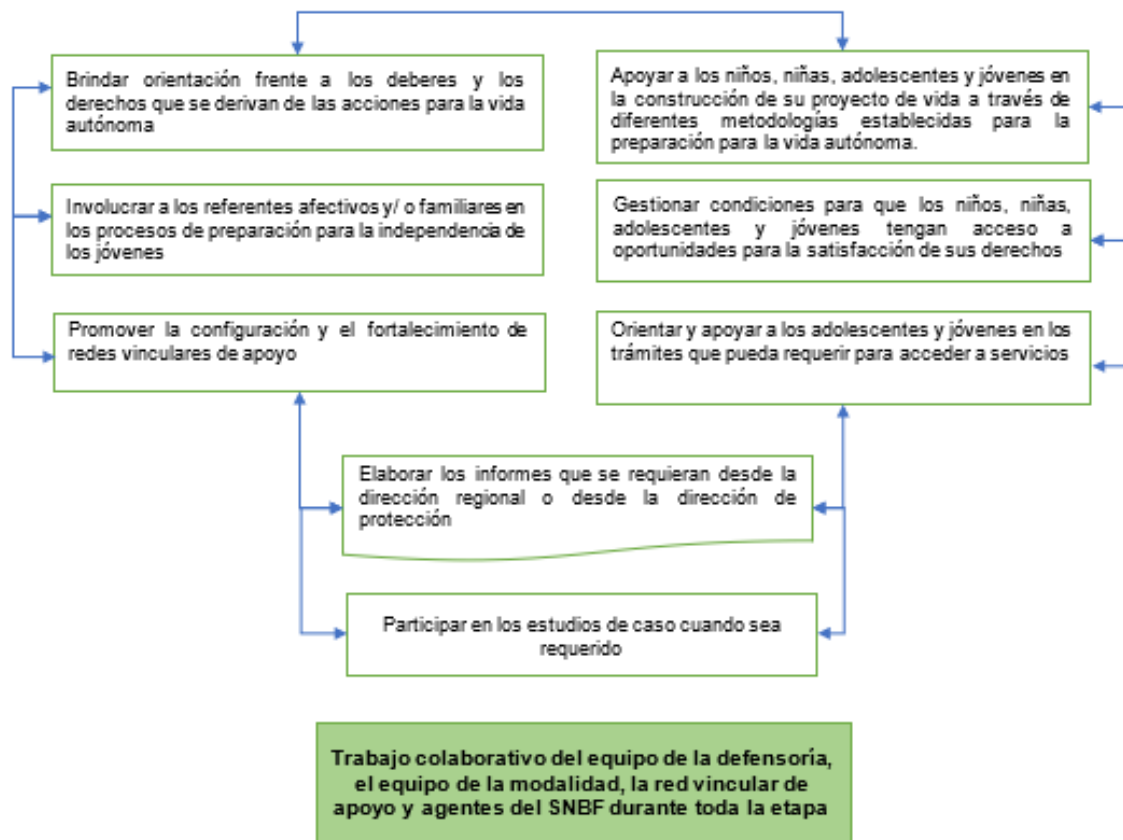 Brindar orientación frente a los deberes y los
derechos que se derivan de las acciones para la vida
autónoma
Apoyar a los niños, niñas, adolescentes y jóvenes en
la construcción de su proyecto de vida a través de
diferentes metodologías establecidas para la
preparación para la vida autónoma.
Involucrar a los referentes afectivos y/ o familiares en
los procesos de preparación para la independencia de
los jóvenes
Gestionar condiciones para que los niños, niñas,
adolescentes y jóvenes tengan acceso a
oportunidades para la satisfacción de sus derechos
Promover la configuración y el fortalecimiento de
redes vinculares de apoyo
Orientar y apoyar a los adolescentes y jóvenes en los
trámites que pueda requerir para acceder a servicios
Elaborar los informes que se requieran desde la
dirección regional o desde la dirección de
protección
Participar en los estudios de caso cuando sea
requerido
Trabajo colaborativo del equipo de la defensoría,
el equipo de la modalidad, la red vincular de
apoyo y agentes del SNBF durante toda la etapa